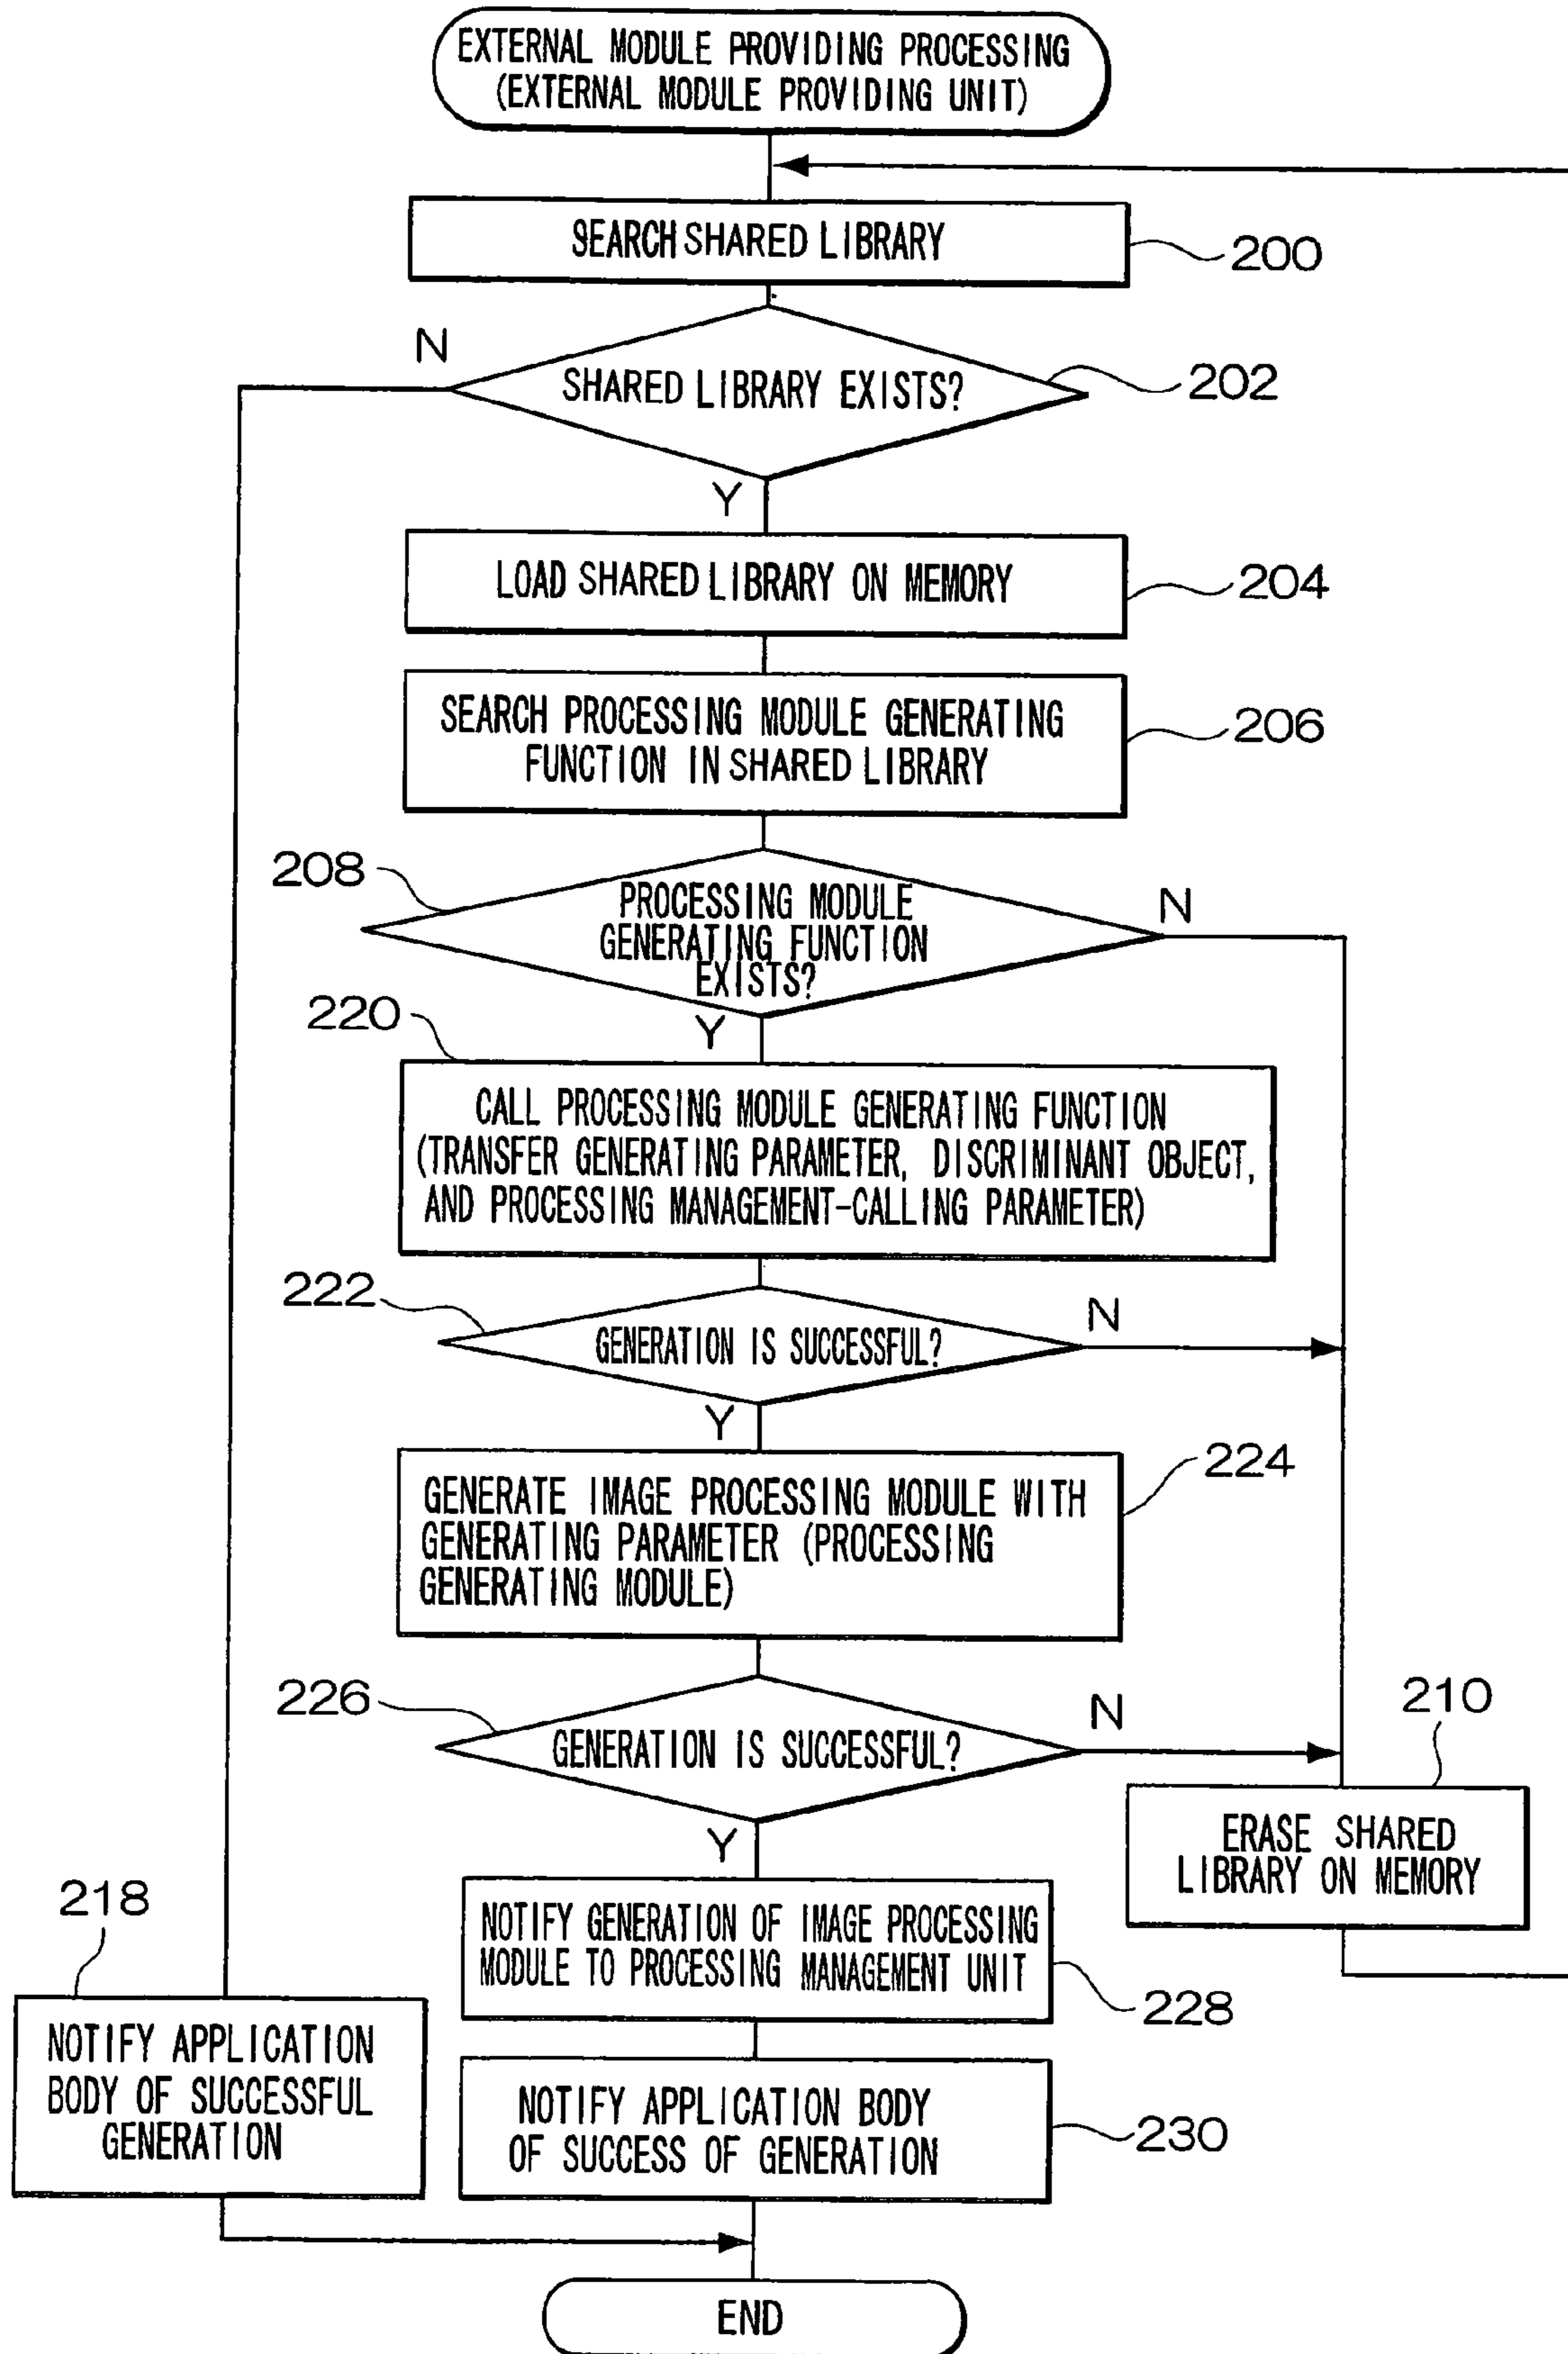 EXTERNAL MODULE PROVIDING PROCESSING
(EXTERNAL MODULE PROVIDING UNIT)
SEARCH SHARED LIBRARY
200
N
SHARED LIBRARY EXISTS?
202
Y
LOAD SHARED LIBRARY ON MEMORY
204
SEARCH PROCESSING MODULE GENERATING
FUNCTION IN SHARED LIBRARY
206
208
PROCESSING MODULE
GENERATING FUNCTION
EXISTS?
N
220
Y
CALL PROCESSING MODULE GENERATING FUNCTION
(TRANSFER GENERATING PARAMETER, DISCRIMINANT OBJECT,
AND PROCESSING MANAGEMENT-CALLING PARAMETER)
222
GENERATION IS SUCCESSFUL?
N
Y
GENERATE IMAGE PROCESSING MODULE WITH
GENERATING PARAMETER (PROCESSING
GENERATING MODULE)
224
226
GENERATION IS SUCCESSFUL?
N
210
Y
ERASE SHARED
LIBRARY ON MEMORY
218
NOTIFY GENERATION OF IMAGE PROCESSING
MODULE TO PROCESSING MANAGEMENT UNIT
228
NOTIFY APPLICATION
BODY OF SUCCESSFUL
GENERATION
NOTIFY APPLICATION BODY
OF SUCCESS OF GENERATION
230
END